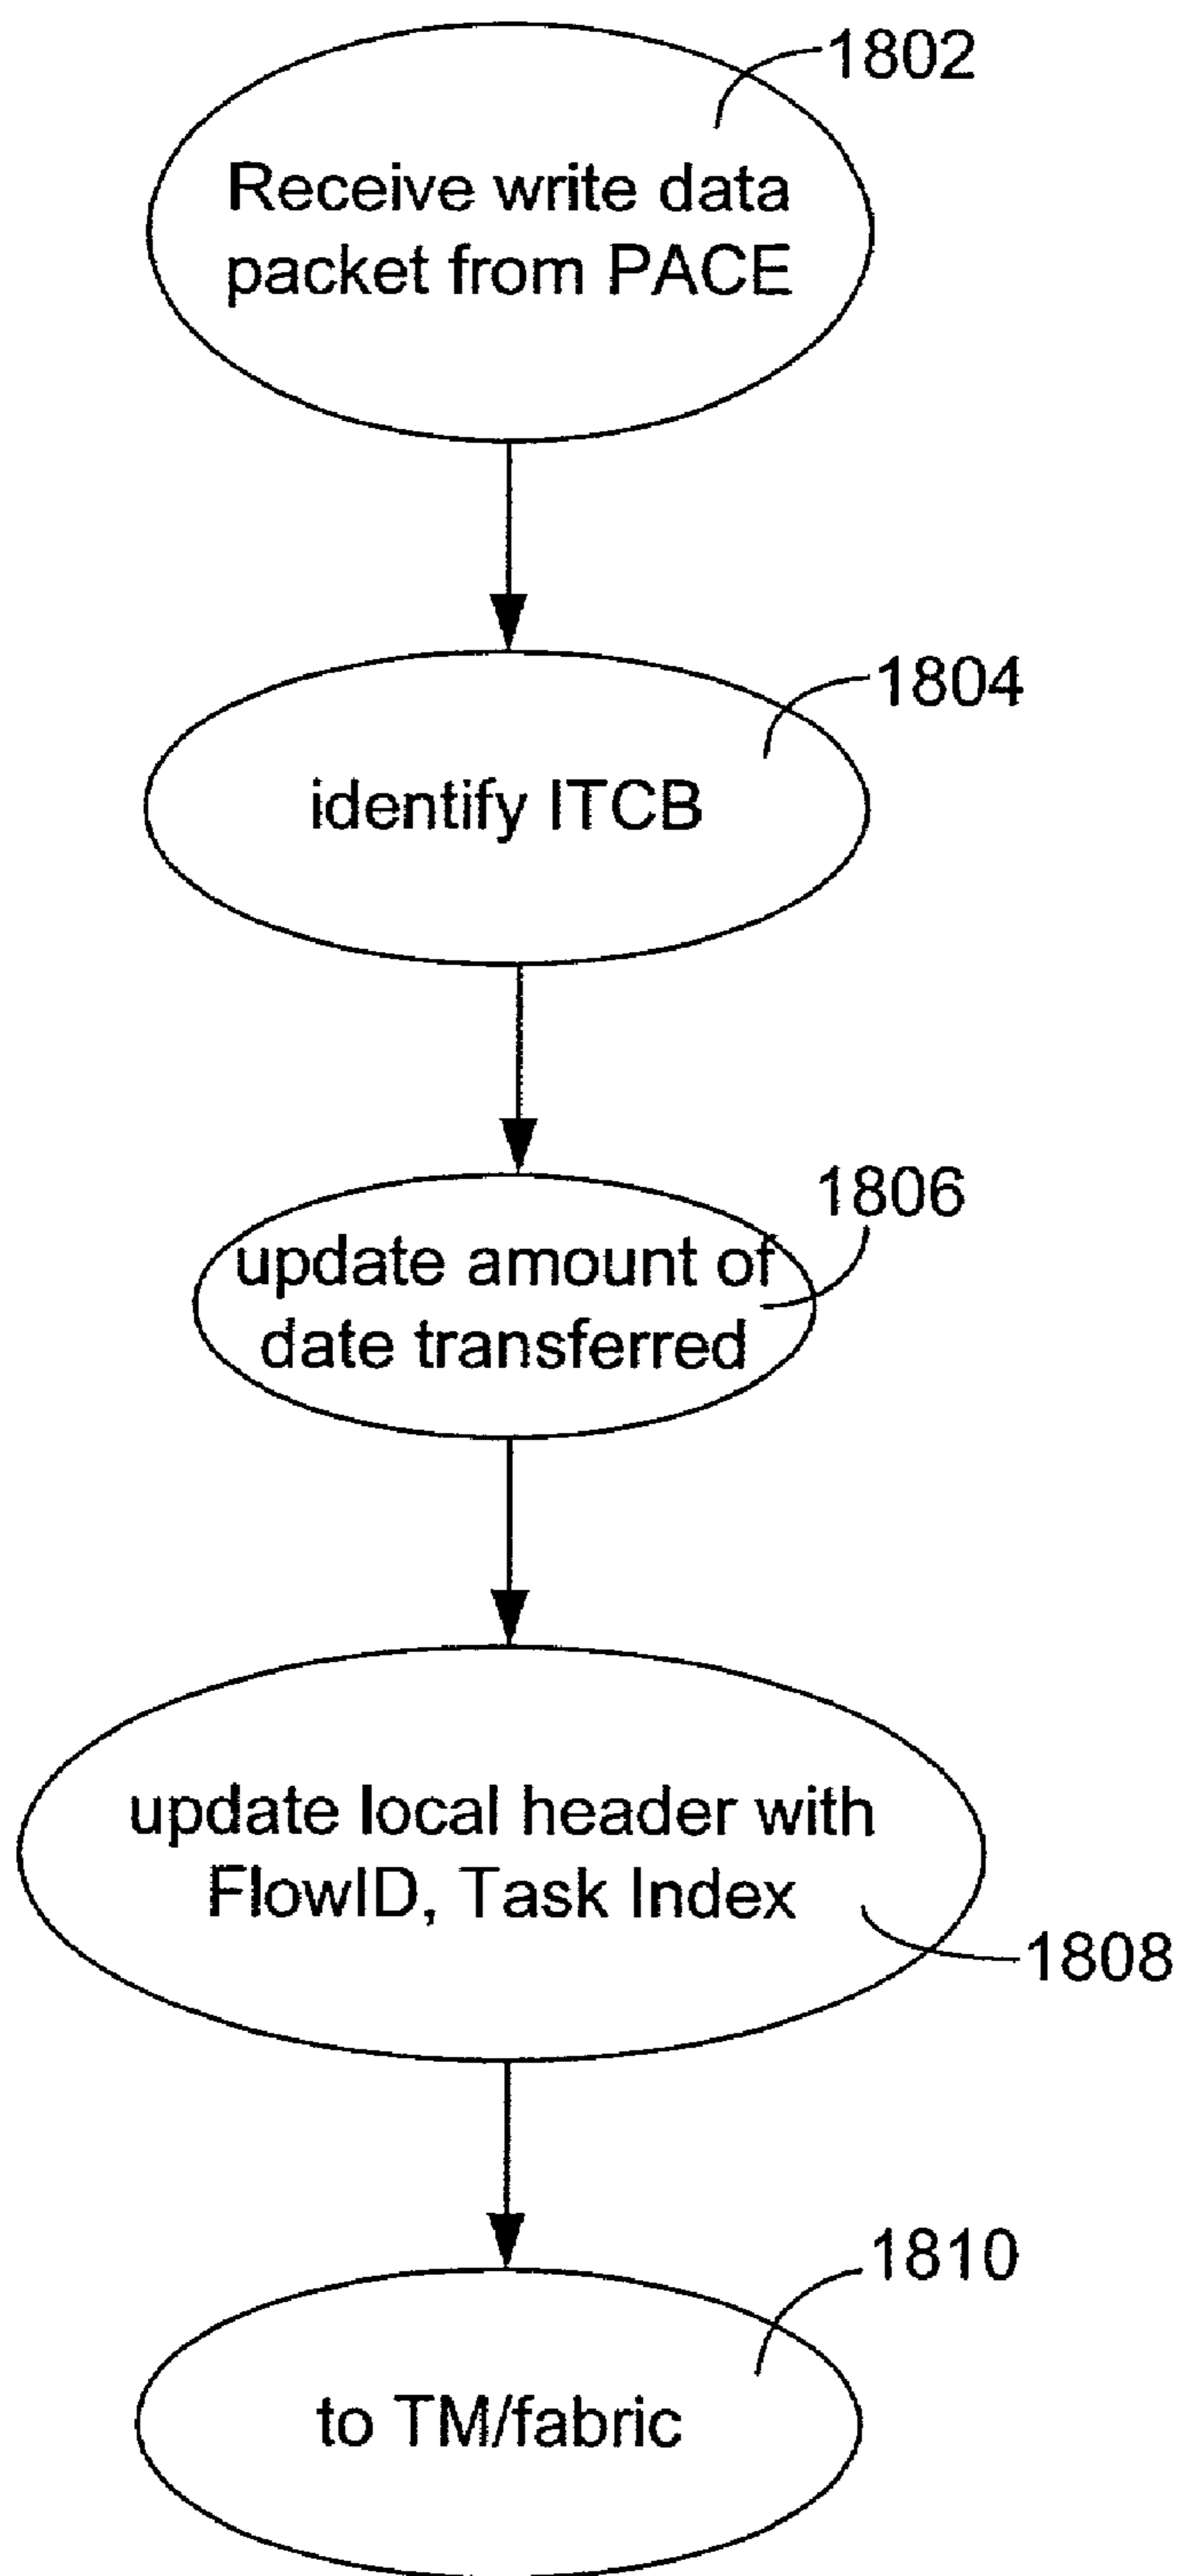 1802
Receive write data
packet from PACE
1804
identify ITCB
1806
update amount of
date transferred
update local header with
FlowID, Task Index
1808
1810
to TM/fabric